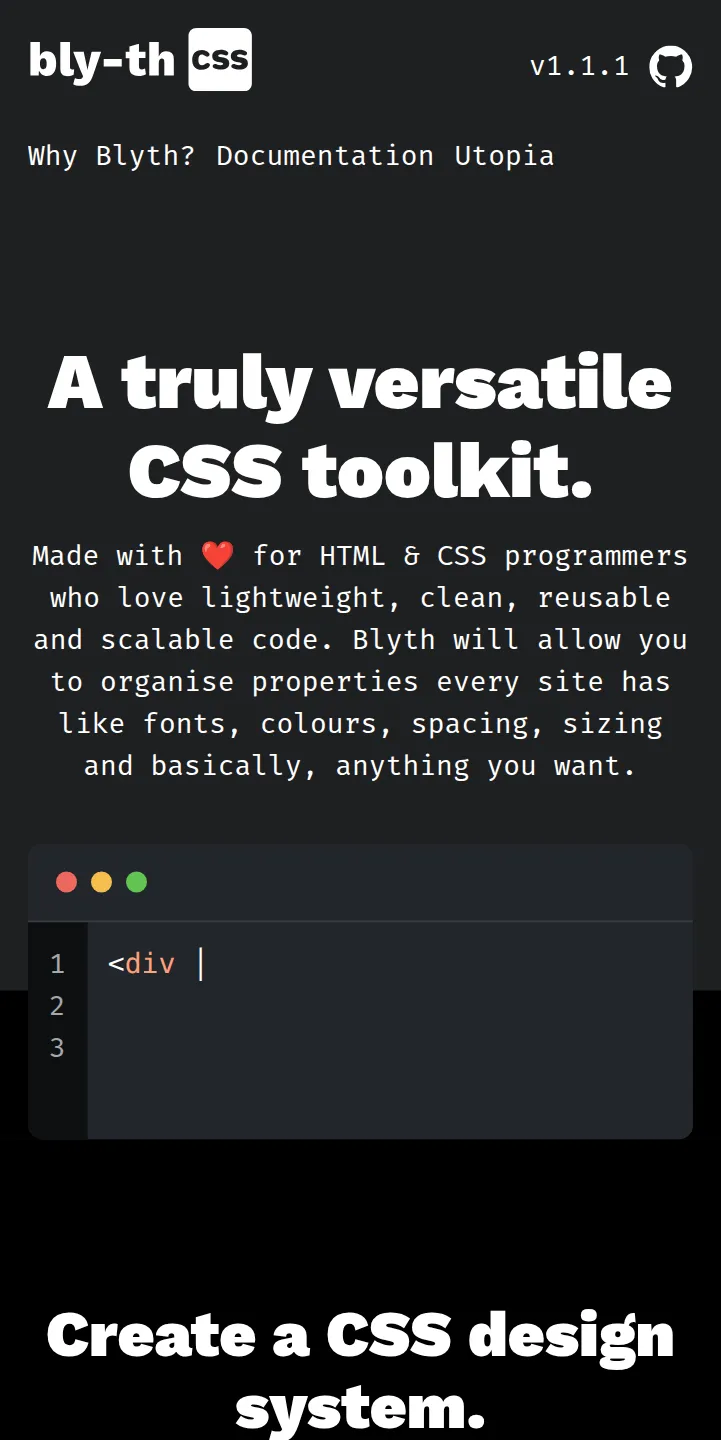 bly-th css
v1.1.1
Why Blyth? Documentation Utopia
A truly versatile
CSS toolkit.
Made with ❤️ for HTML & CSS programmers
who love lightweight, clean, reusable
and scalable code. Blyth will allow you
to organise properties every site has
like fonts, colours, spacing, sizing
and basically, anything you want.
1 <div |
2
3
Create a CSS design
system.